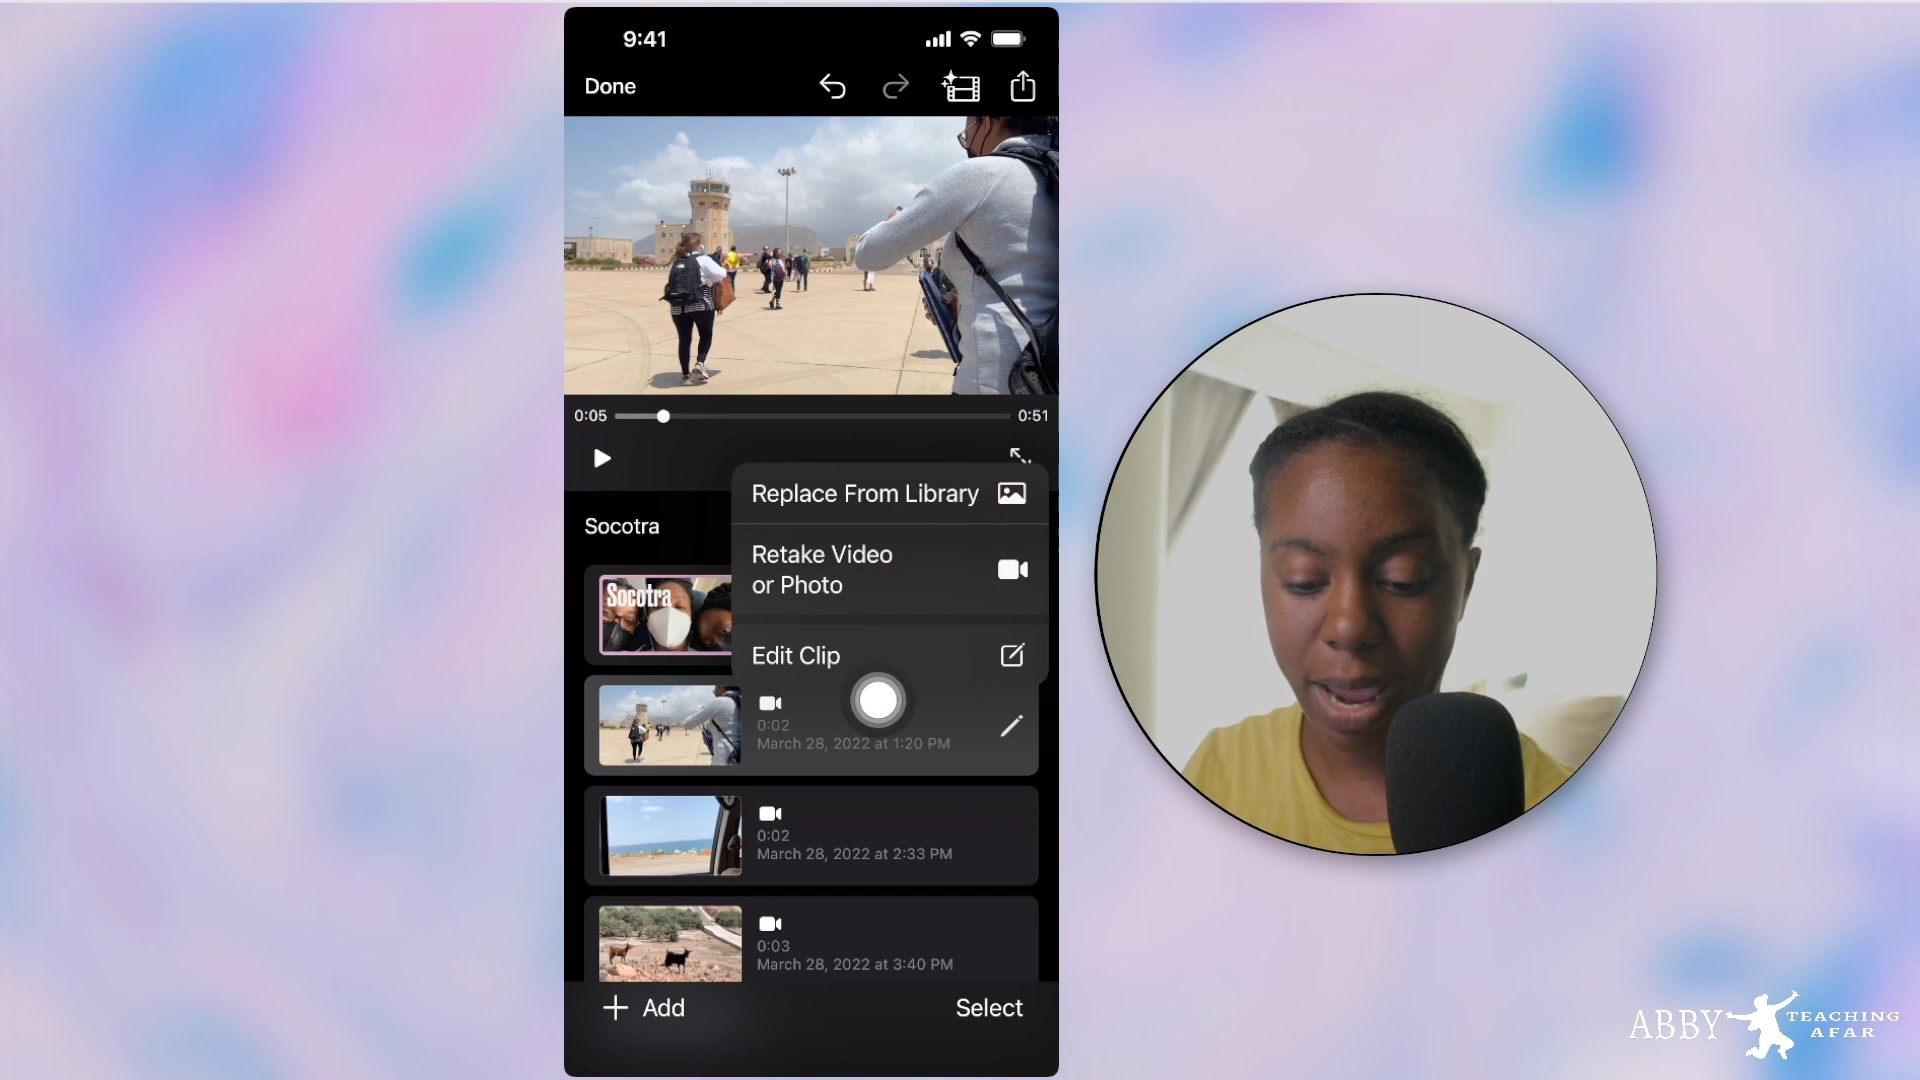 9:41
Done
0:05
0:51
Replace From Library
Socotra
Retake Video
or Photo
Socotra
Edit Clip
0:02
March 28, 2022 at 1:20 PM
0:02
March 28, 2022 at 2:33 PM
0:03
March 28, 2022 at 3:40 PM
Add
Select
ABBY TEACHING
AFAR